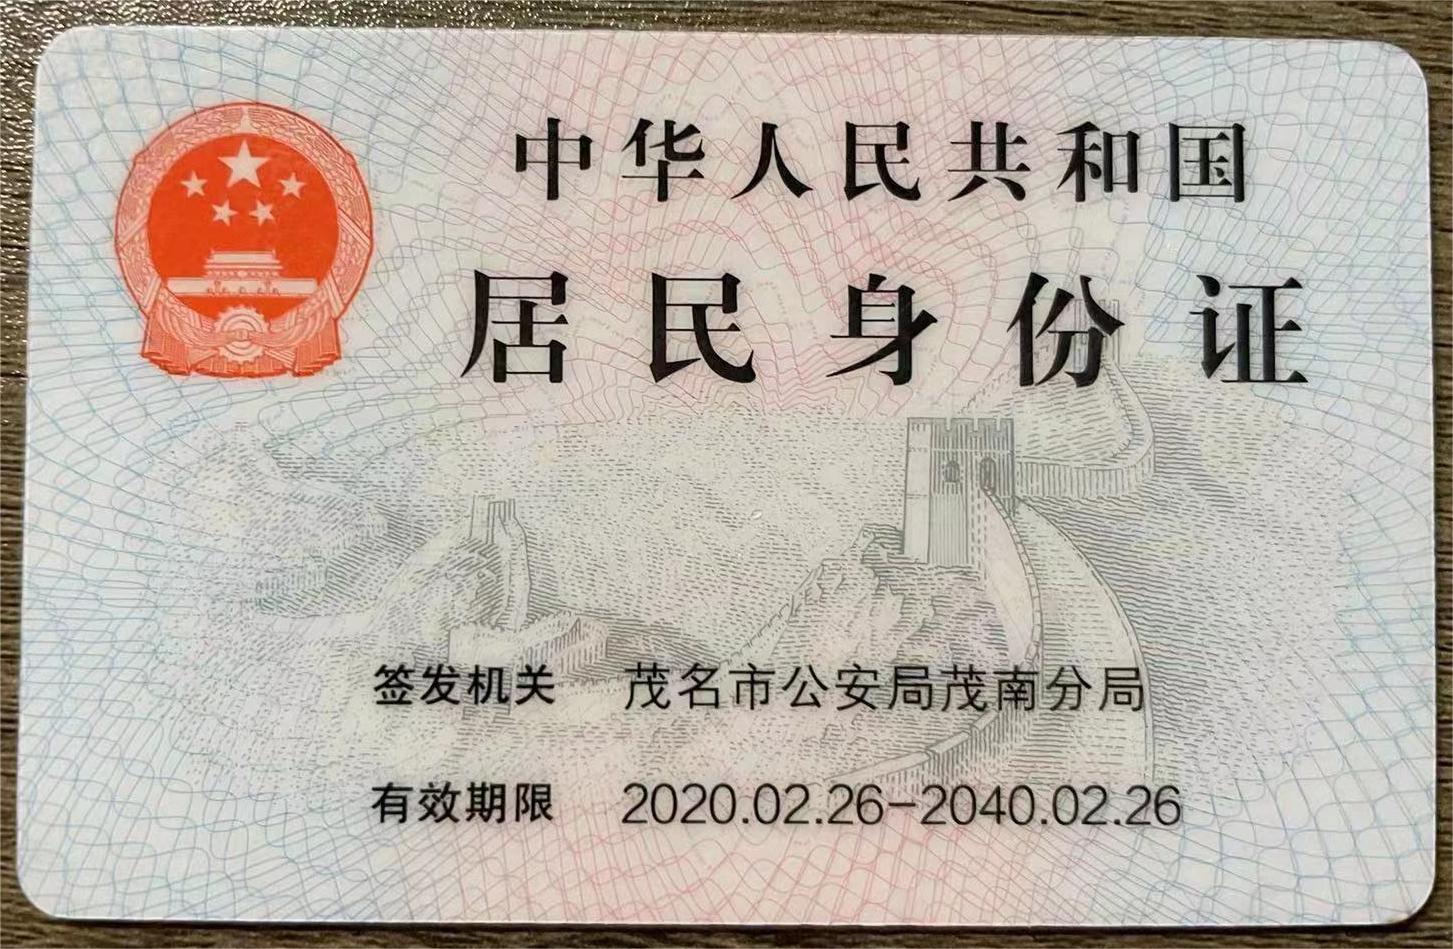 中华人民共和国
居民身份证
签发机关 茂名市公安局茂南分局
有效期限 2020.02.26-2040.02.26